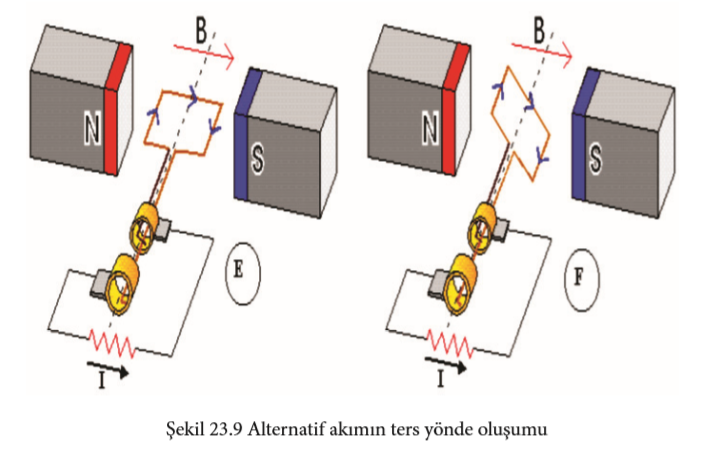 B
N
S
E
I
B
N
S
F
I
Şekil 23.9 Alternatif akımın ters yönde oluşumu